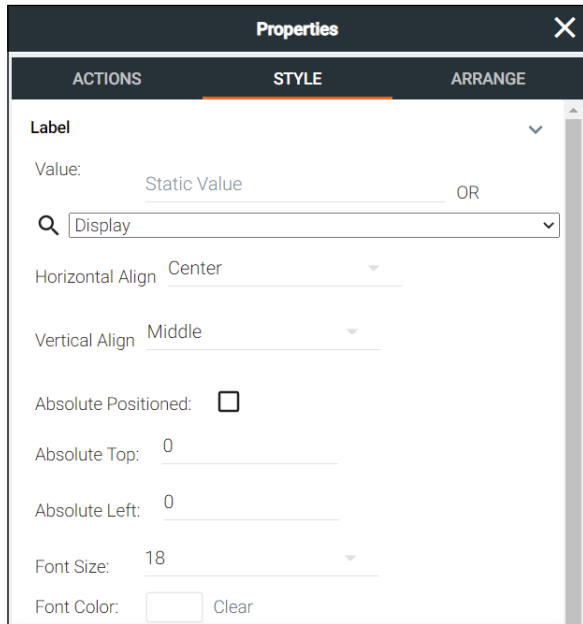 Properties
ACTIONS STYLE ARRANGE
Label
Value: Static Value OR
Display
Horizontal Align Center
Vertical Align Middle
Absolute Positioned:
Absolute Top: 0
Absolute Left: 0
Font Size: 18
Font Color: Clear